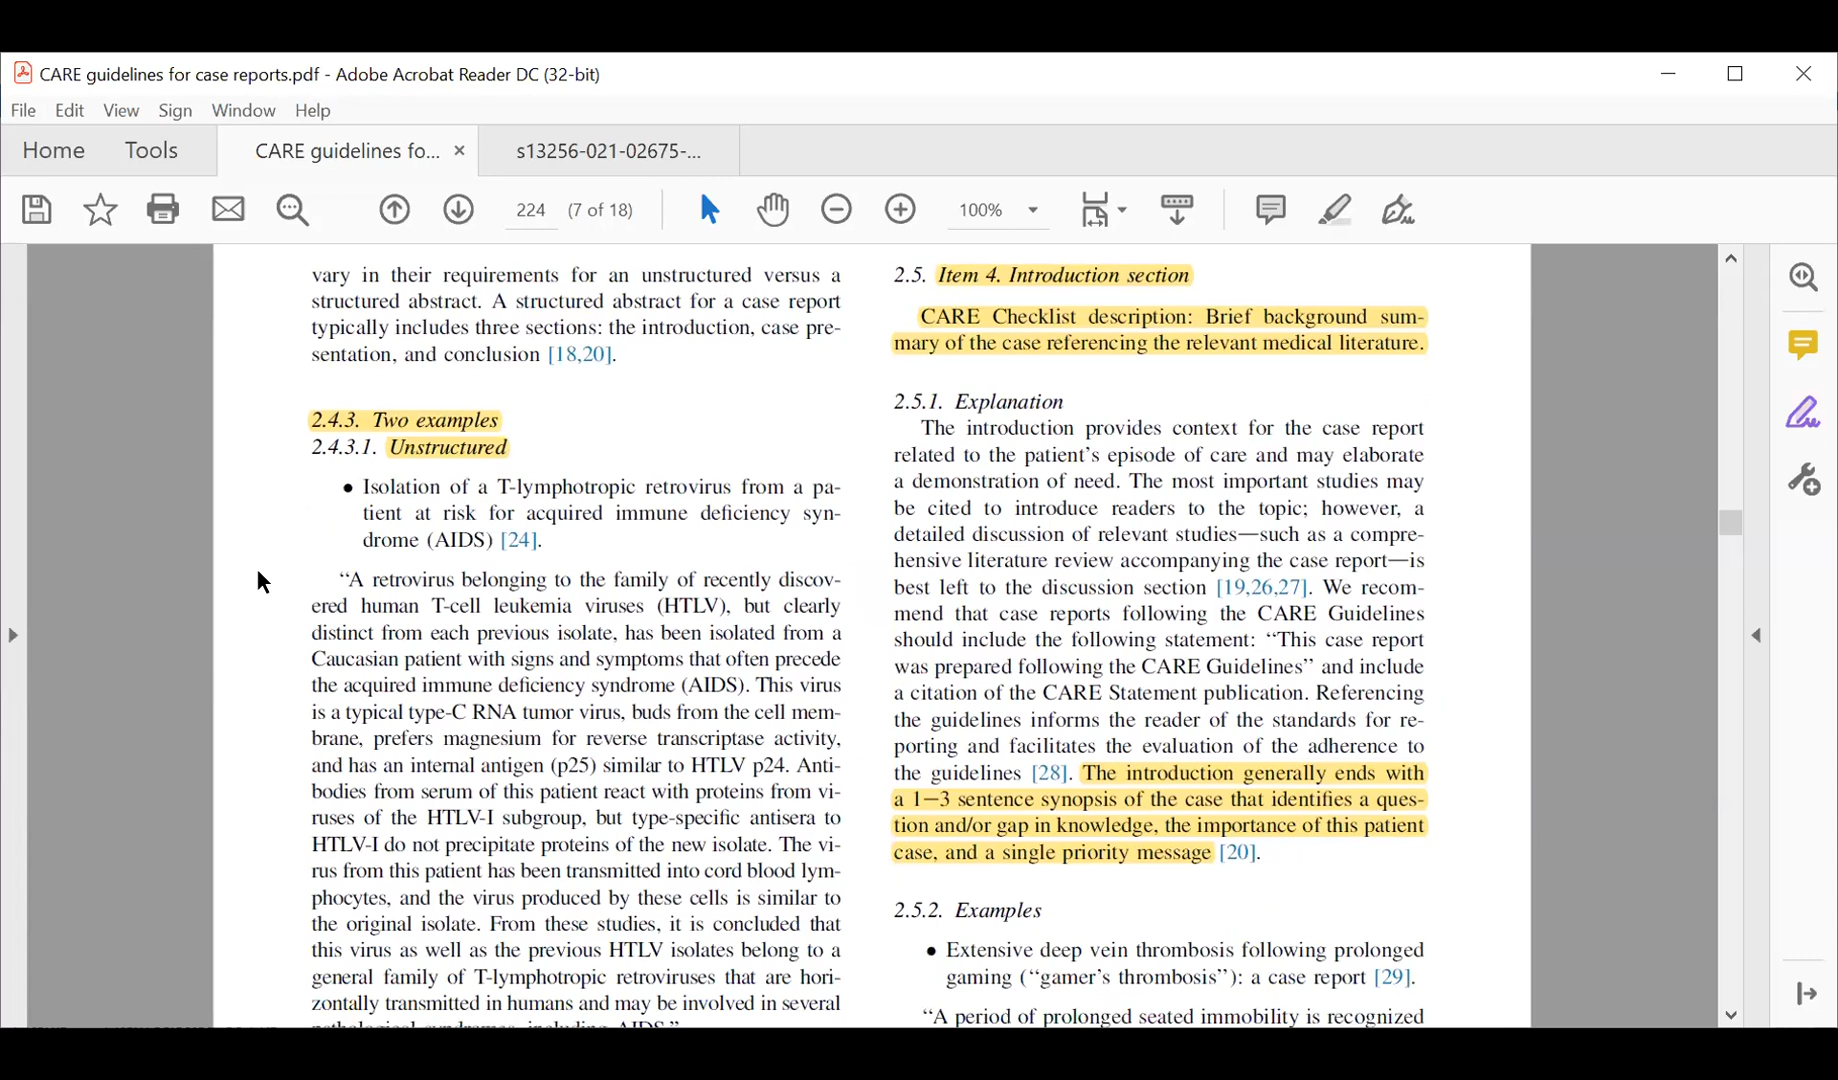 CARE guidelines for case reports.pdf - Adobe Acrobat Reader DC (32-bit)
File Edit View Sign Window Help
Home Tools CARE guidelines fo... × s13256-021-02675-...
224 (7 of 18) 100%
vary in their requirements for an unstructured versus a
structured abstract. A structured abstract for a case report
typically includes three sections: the introduction, case pre-
sentation, and conclusion [18,20].
2.4.3. Two examples
2.4.3.1. Unstructured
• Isolation of a T-lymphotropic retrovirus from a pa-
tient at risk for acquired immune deficiency syn-
drome (AIDS) [24].
“A retrovirus belonging to the family of recently discov-
ered human T-cell leukemia viruses (HTLV), but clearly
distinct from each previous isolate, has been isolated from a
Caucasian patient with signs and symptoms that often precede
the acquired immune deficiency syndrome (AIDS). This virus
is a typical type-C RNA tumor virus, buds from the cell mem-
brane, prefers magnesium for reverse transcriptase activity,
and has an internal antigen (p25) similar to HTLV p24. Anti-
bodies from serum of this patient react with proteins from vi-
ruses of the HTLV-I subgroup, but type-specific antisera to
HTLV-I do not precipitate proteins of the new isolate. The vi-
rus from this patient has been transmitted into cord blood lym-
phocytes, and the virus produced by these cells is similar to
the original isolate. From these studies, it is concluded that
this virus as well as the previous HTLV isolates belong to a
general family of T-lymphotropic retroviruses that are hori-
zontally transmitted in humans and may be involved in several
pathological syndromes, including AIDS.”
2.5. Item 4. Introduction section
CARE Checklist description: Brief background sum-
mary of the case referencing the relevant medical literature.
2.5.1. Explanation
The introduction provides context for the case report
related to the patient’s episode of care and may elaborate
a demonstration of need. The most important studies may
be cited to introduce readers to the topic; however, a
detailed discussion of relevant studies—such as a compre-
hensive literature review accompanying the case report—is
best left to the discussion section [19,26,27]. We recom-
mend that case reports following the CARE Guidelines
should include the following statement: “This case report
was prepared following the CARE Guidelines” and include
a citation of the CARE Statement publication. Referencing
the guidelines informs the reader of the standards for re-
porting and facilitates the evaluation of the adherence to
the guidelines [28]. The introduction generally ends with
a 1–3 sentence synopsis of the case that identifies a ques-
tion and/or gap in knowledge, the importance of this patient
case, and a single priority message [20].
2.5.2. Examples
• Extensive deep vein thrombosis following prolonged
gaming (“gamer’s thrombosis”): a case report [29].
“A period of prolonged seated immobility is recognized